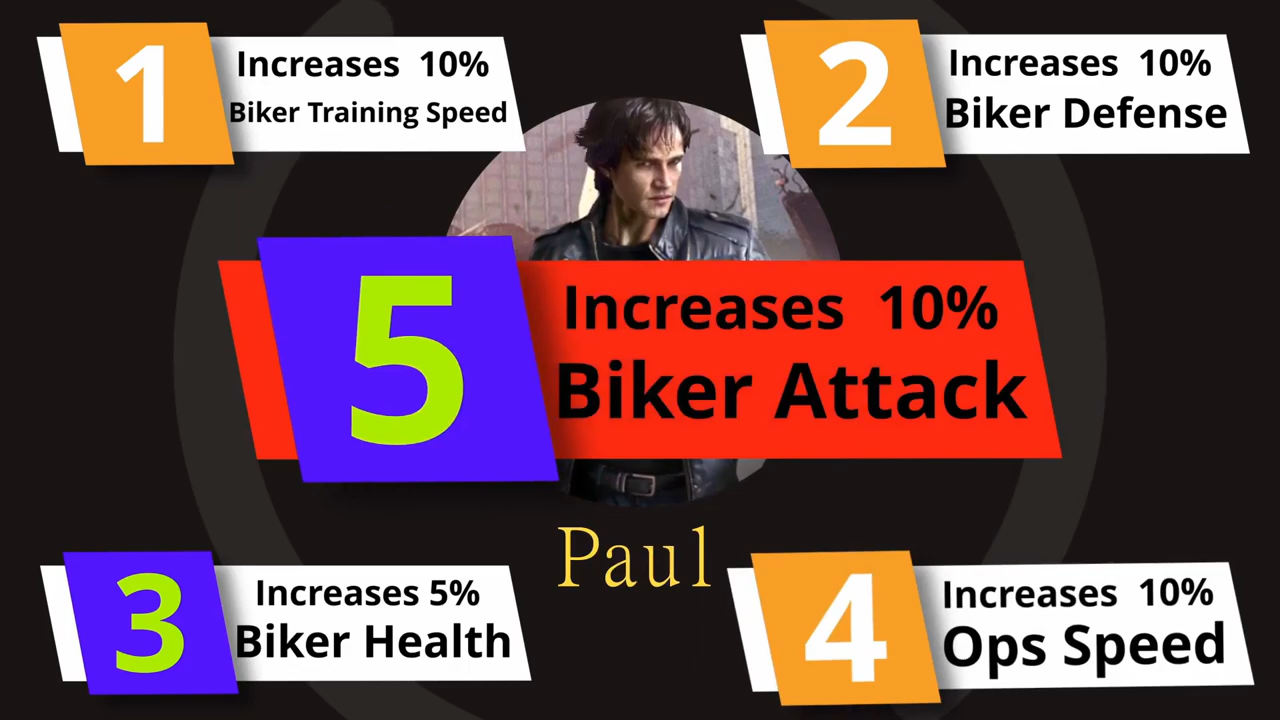 1
Increases 10%
Biker Training Speed
2
Increases 10%
Biker Defense
5
Increases 10%
Biker Attack
Paul
3
Increases 5%
Biker Health
4
Increases 10%
Ops Speed